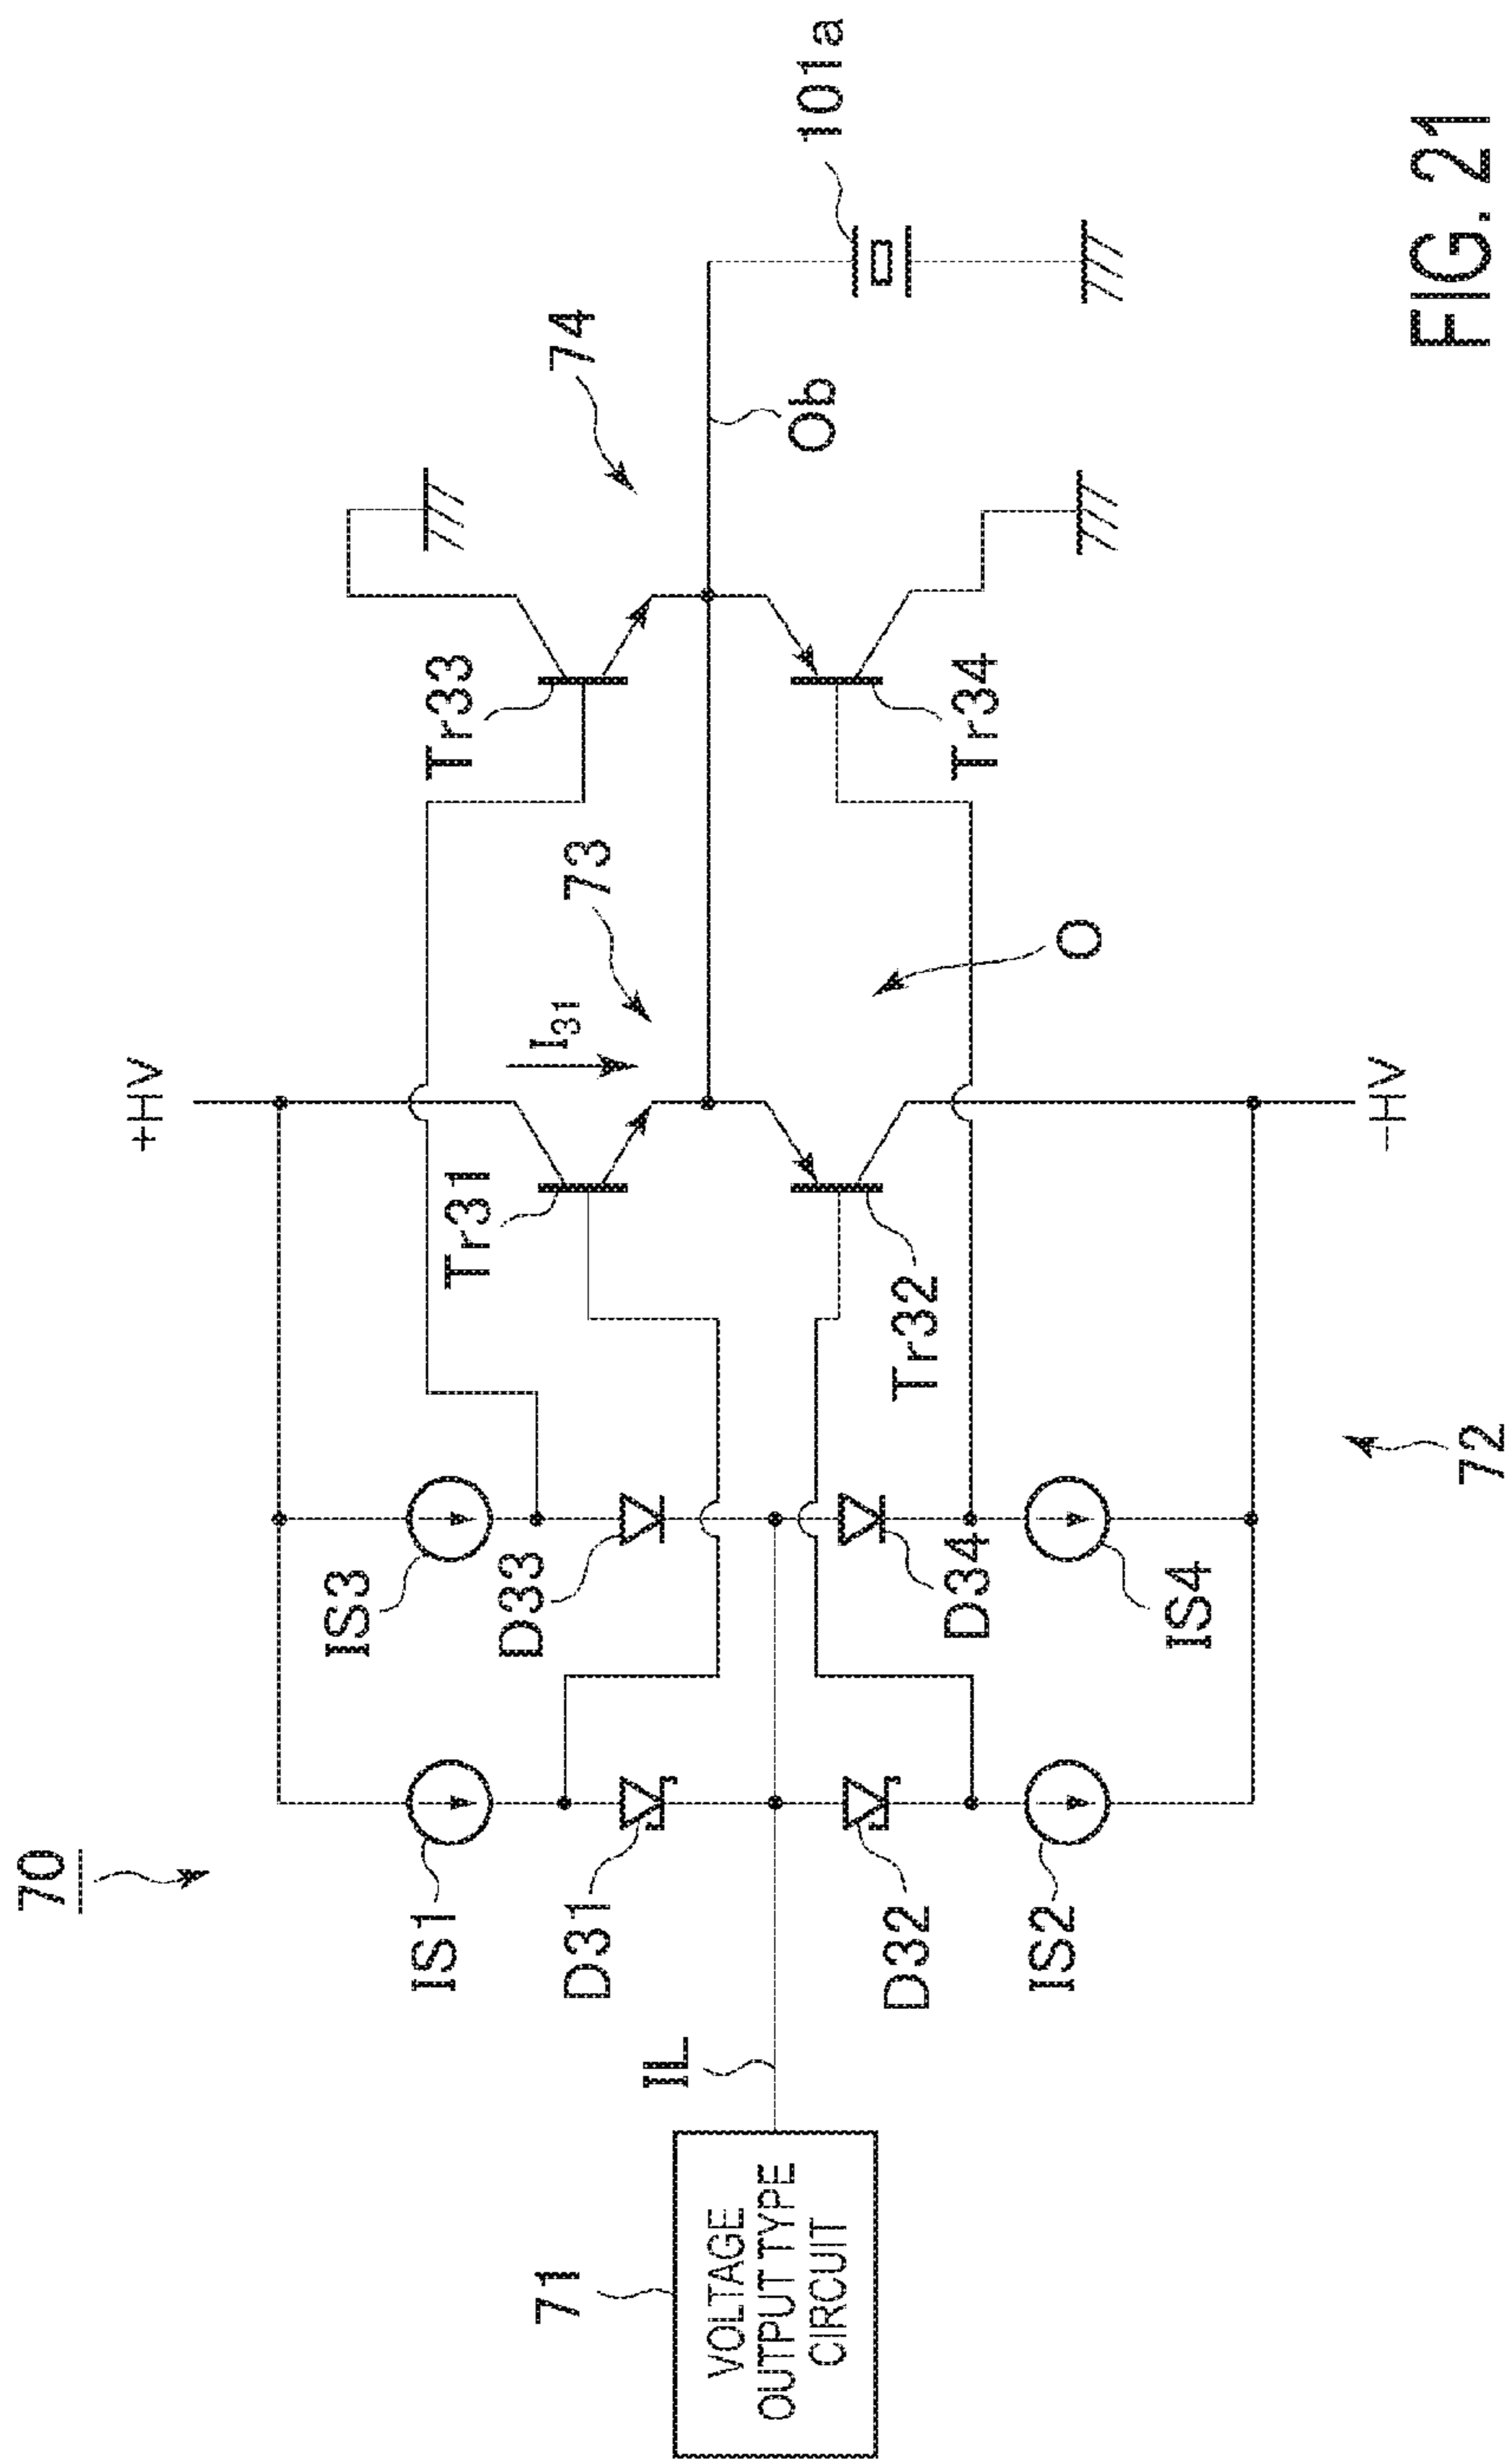 70
+HV
IS1
IS3
Tr31
I31
73
Tr33
74
D31
D33
71
VOLTAGE
OUTPUT TYPE
CIRCUIT
IL
Ob
101a
D32
D34
Tr32
O
Tr34
IS2
IS4
-HV
72
FIG. 21